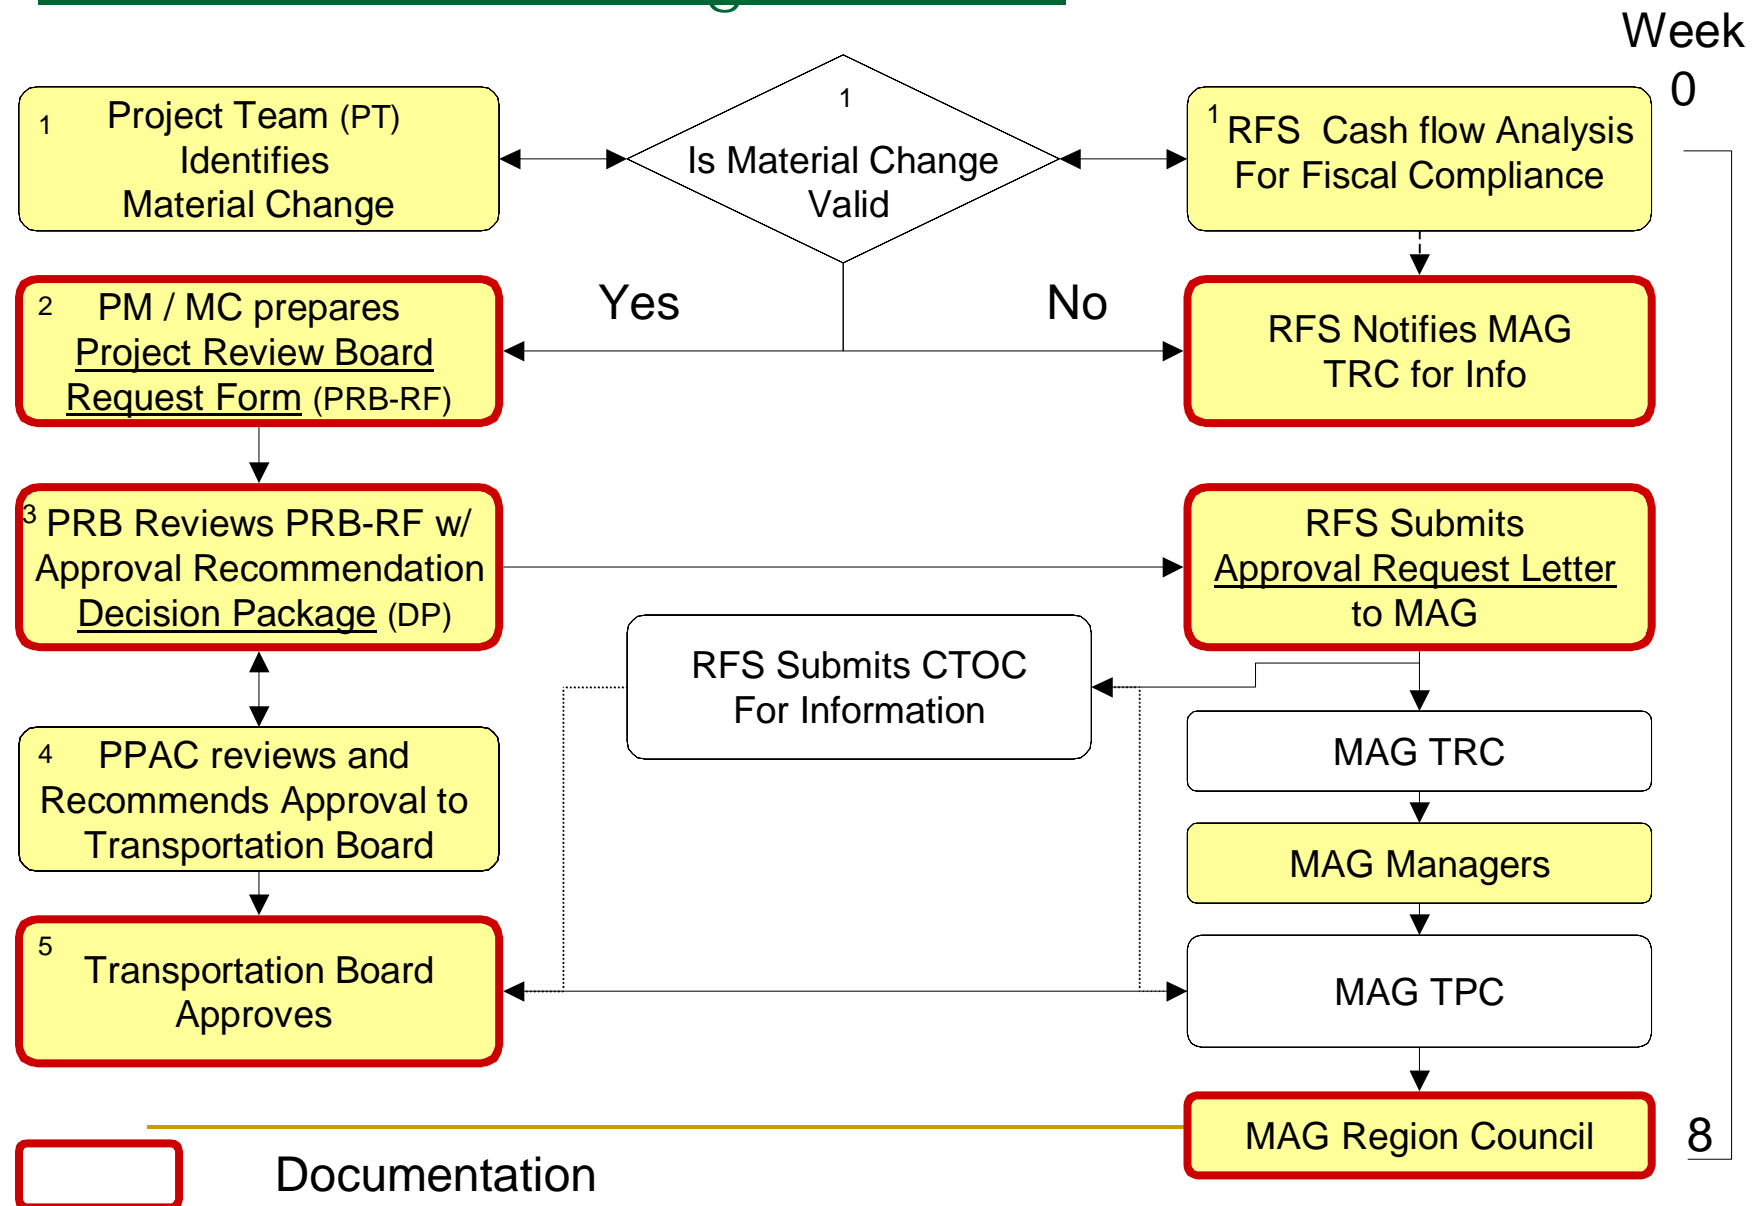 Week
0
1
Project Team (PT)
Identifies
Material Change
1
Is Material Change
Valid
1
RFS Cash flow Analysis
For Fiscal Compliance
Yes
No
2
PM / MC prepares
Project Review Board
Request Form (PRB-RF)
RFS Notifies MAG
TRC for Info
3
PRB Reviews PRB-RF w/
Approval Recommendation
Decision Package (DP)
RFS Submits
Approval Request Letter
to MAG
RFS Submits CTOC
For Information
4
PPAC reviews and
Recommends Approval to
Transportation Board
MAG TRC
MAG Managers
5
Transportation Board
Approves
MAG TPC
MAG Region Council
8
Documentation